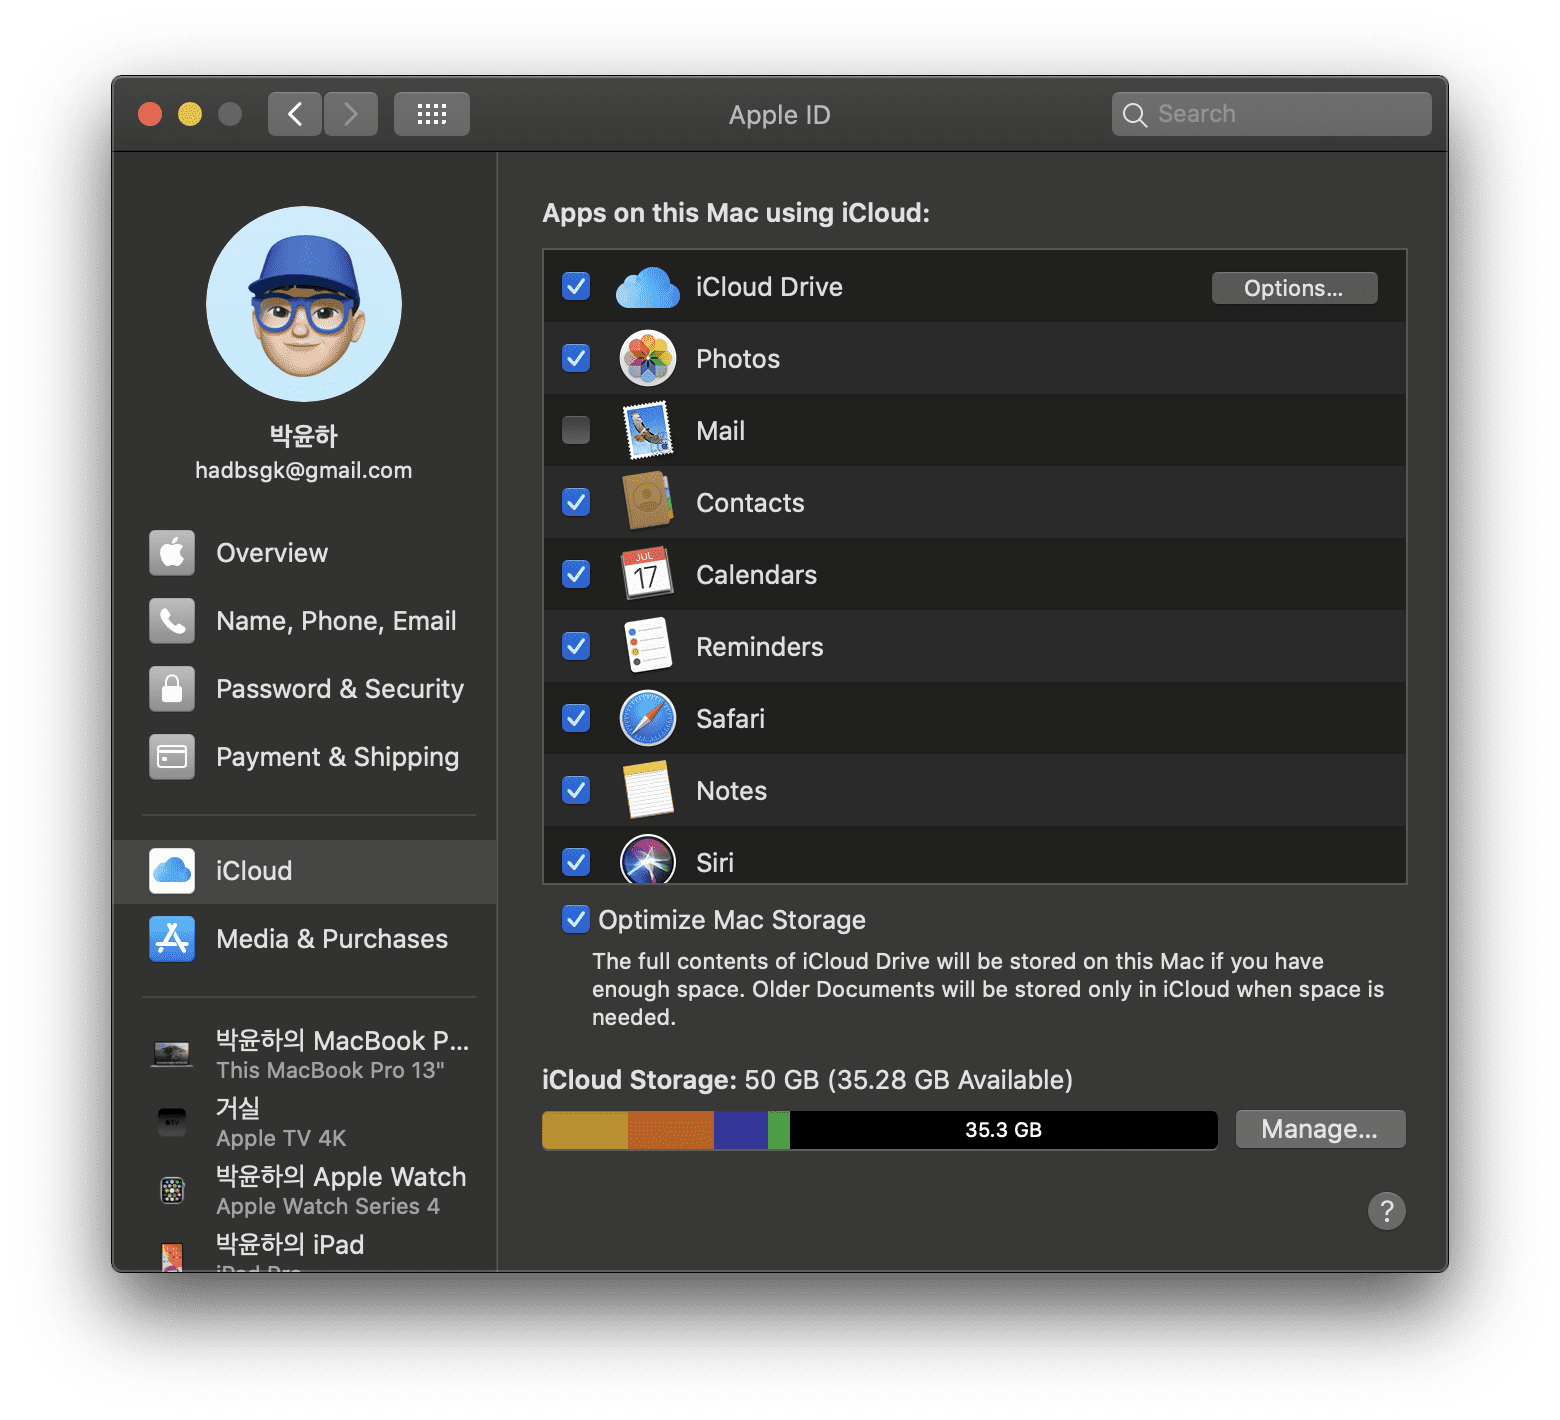 Apple ID
Search
박윤하
hadbsgk@gmail.com
Overview
Name, Phone, Email
Password & Security
Payment & Shipping
iCloud
Media & Purchases
박윤하의 MacBook P...
This MacBook Pro 13"
거실
Apple TV 4K
박윤하의 Apple Watch
Apple Watch Series 4
박윤하의 iPad
iPad Pro
Apps on this Mac using iCloud:
iCloud Drive
Options...
Photos
Mail
Contacts
JUL
17
Calendars
Reminders
Safari
Notes
Siri
Optimize Mac Storage
The full contents of iCloud Drive will be stored on this Mac if you have
enough space. Older Documents will be stored only in iCloud when space is
needed.
iCloud Storage: 50 GB (35.28 GB Available)
35.3 GB
Manage...
?